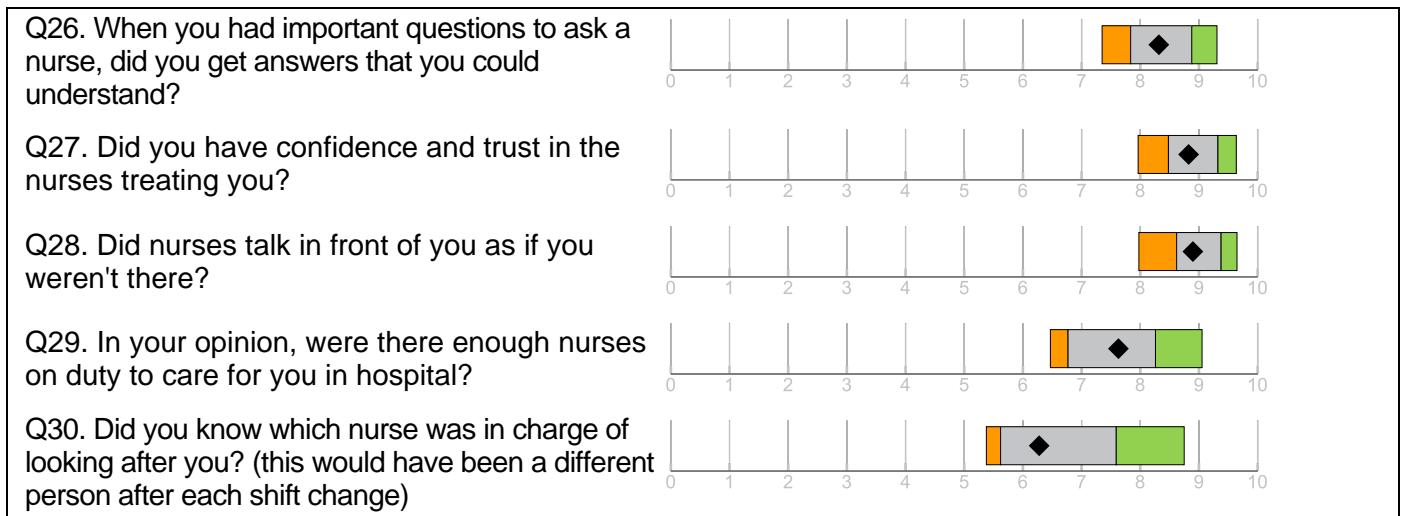 Q26. When you had important questions to ask a
nurse, did you get answers that you could
understand?
0 1 2 3 4 5 6 7 8 9 10
Q27. Did you have confidence and trust in the
nurses treating you?
0 1 2 3 4 5 6 7 8 9 10
Q28. Did nurses talk in front of you as if you
weren't there?
0 1 2 3 4 5 6 7 8 9 10
Q29. In your opinion, were there enough nurses
on duty to care for you in hospital?
0 1 2 3 4 5 6 7 8 9 10
Q30. Did you know which nurse was in charge of
looking after you? (this would have been a different
person after each shift change)
0 1 2 3 4 5 6 7 8 9 10